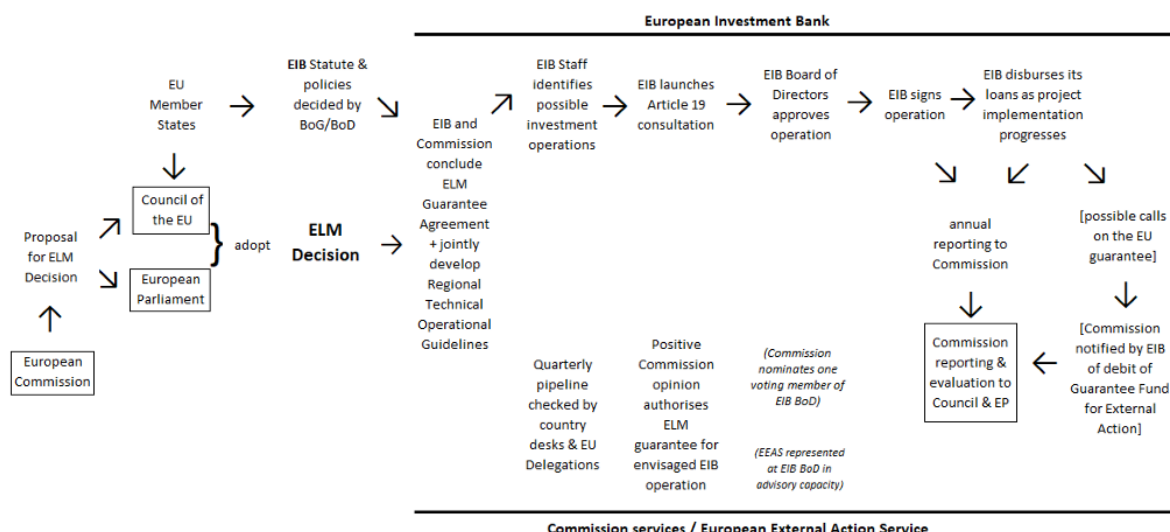 European Investment Bank
EU
Member
States
EIB Statute &
policies
decided by
BoG/BoD
EIB and
Commission
conclude
ELM
Guarantee
Agreement
+ jointly
develop
Regional
Technical
Operational
Guidelines
EIB Staff
identifies
possible
investment
operations
EIB launches
Article 19
consultation
EIB Board of
Directors
approves
operation
EIB signs
operation
EIB disburses its
loans as project
implementation
progresses
Council of
the EU
Proposal
for ELM
Decision
}
adopt
ELM
Decision
European
Parliament
European
Commission
annual
reporting to
Commission
[possible calls
on the EU
guarantee]
Quarterly
pipeline
checked by
country
desks & EU
Delegations
Positive
Commission
opinion
authorises
ELM
guarantee for
envisaged EIB
operation
(Commission
nominates one
voting member of
EIB BoD)
(EEAS represented
at EIB BoD in
advisory capacity)
Commission
reporting &
evaluation to
Council & EP
[Commission
notified by EIB
of debit of
Guarantee Fund
for External
Action]
Commission services / European External Action Service